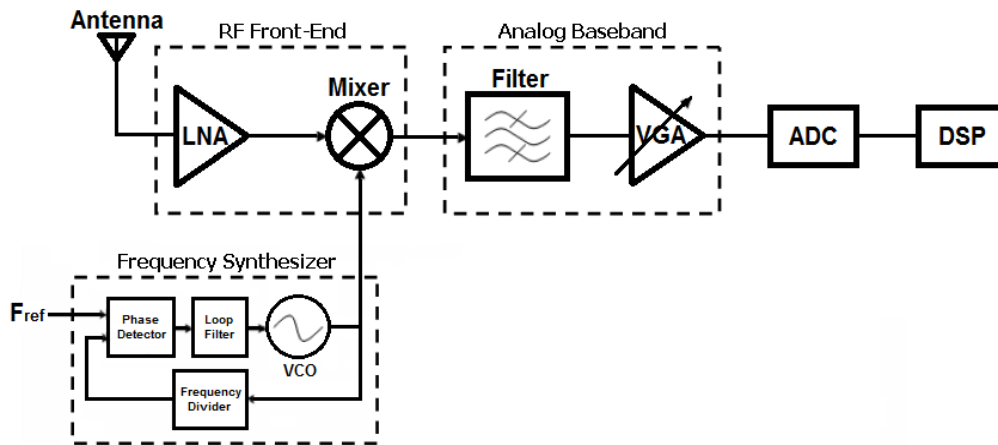 Antenna
RF Front-End
Analog Baseband
Mixer
Filter
LNA
VGA
ADC
DSP
Frequency Synthesizer
Fref
Phase
Detector
Loop
Filter
VCO
Frequency
Divider